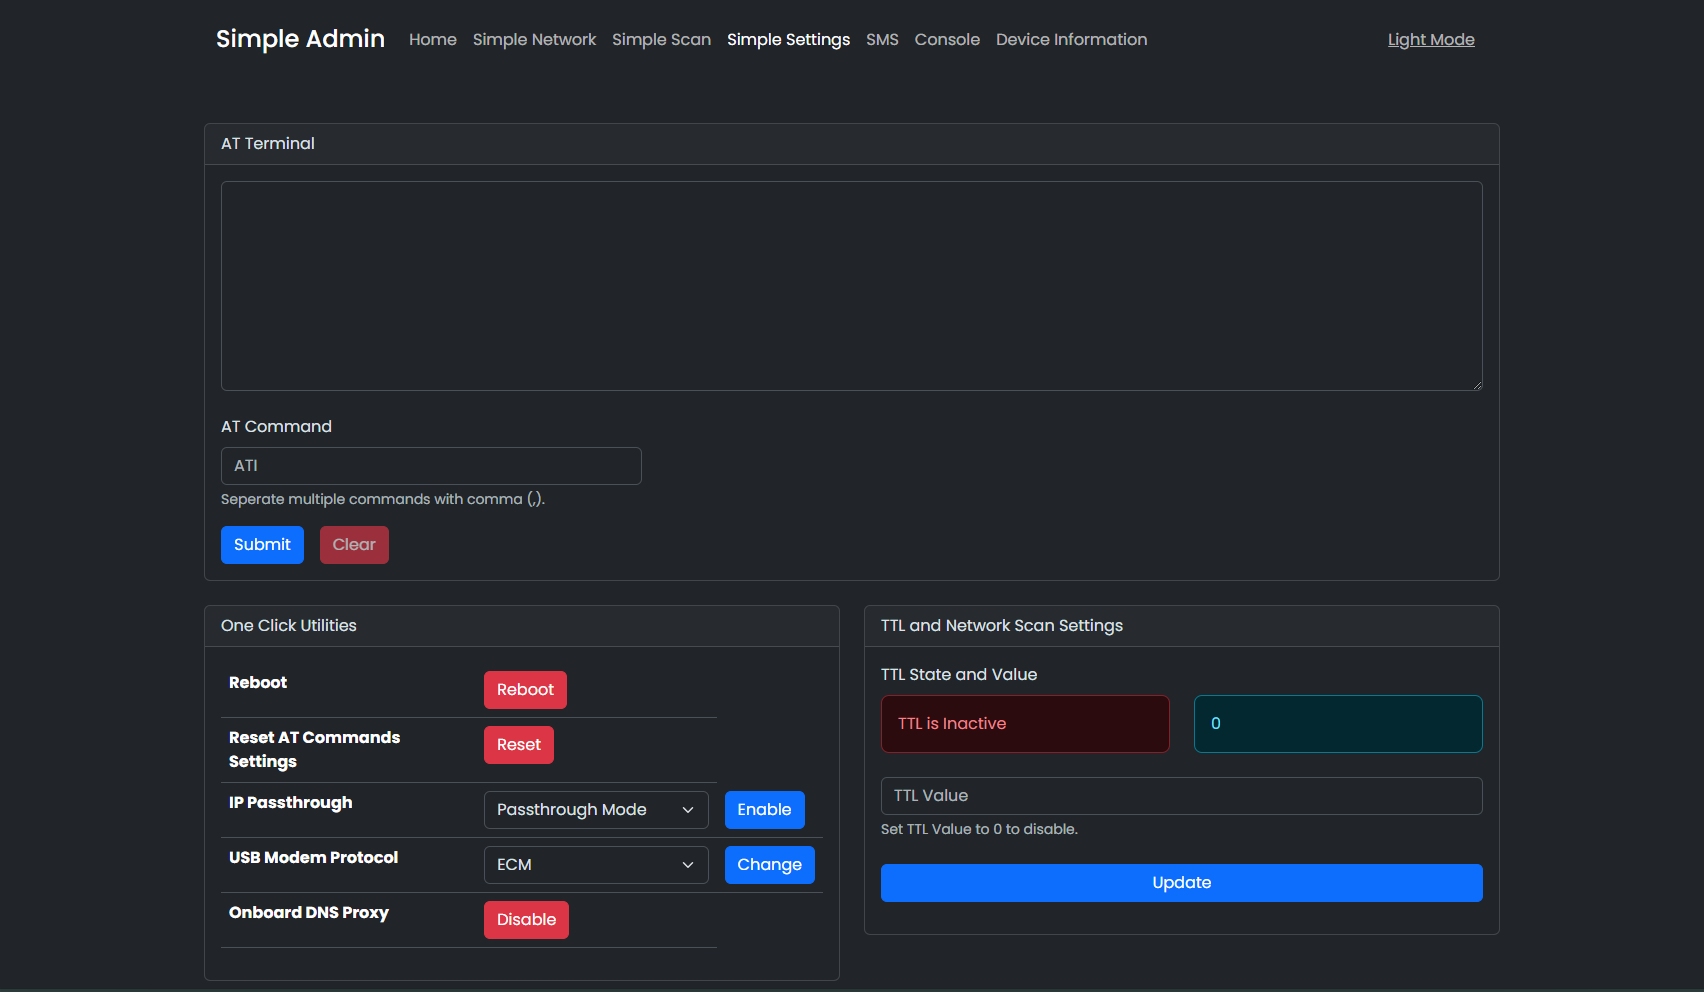 Simple Admin Home Simple Network Simple Scan Simple Settings SMS Console Device Information Light Mode
AT Terminal
AT Command
ATI
Seperate multiple commands with comma (,).
Submit Clear
One Click Utilities
Reboot Reboot
Reset AT Commands
Settings
Reset
IP Passthrough Passthrough Mode Enable
USB Modem Protocol ECM Change
Onboard DNS Proxy Disable
TTL and Network Scan Settings
TTL State and Value
TTL is Inactive 0
TTL Value
Set TTL Value to 0 to disable.
Update